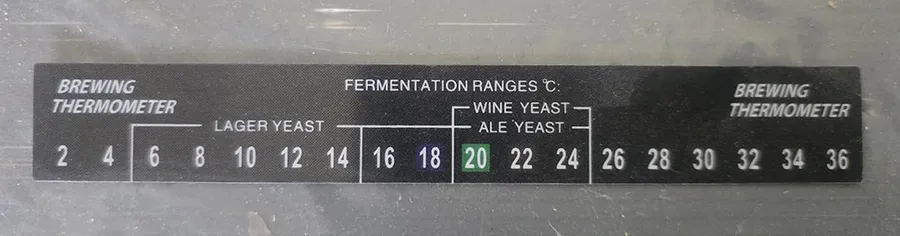 BREWING
THERMOMETER
FERMENTATION RANGES °C:
BREWING
THERMOMETER
WINE YEAST
LAGER YEAST
ALE YEAST
2 4 6 8 10 12 14 16 18 20 22 24 26 28 30 32 34 36